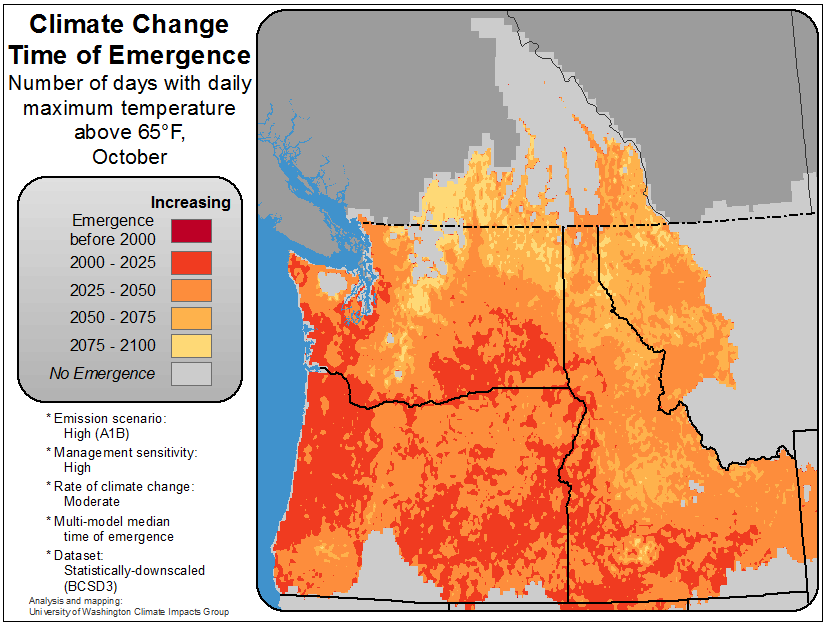 Climate Change
Time of Emergence
Number of days with daily
maximum temperature
above 65°F,
October
Increasing
Emergence
before 2000
2000 - 2025
2025 - 2050
2050 - 2075
2075 - 2100
No Emergence
* Emission scenario:
High (A1B)
* Management sensitivity:
High
* Rate of climate change:
Moderate
* Multi-model median
time of emergence
* Dataset:
Statistically-downscaled
(BCSD3)
Analysis and mapping:
University of Washington Climate Impacts Group